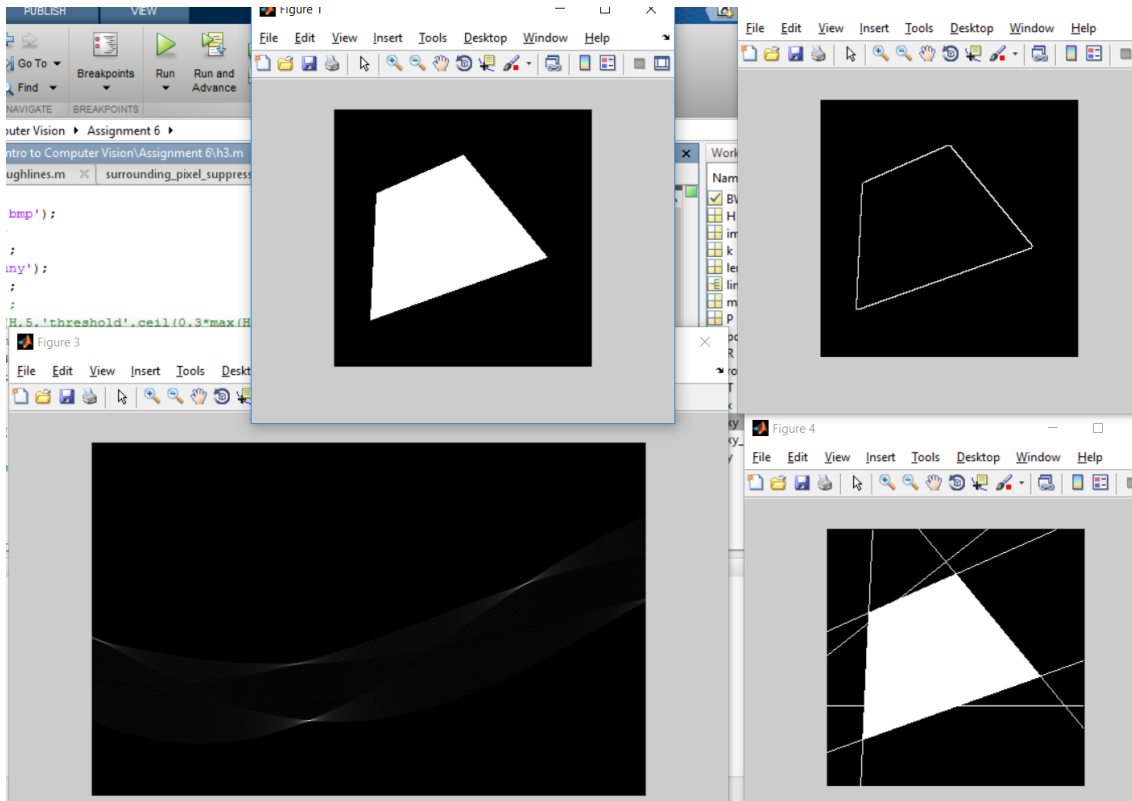 PUBLISH VIEW
Go To
Find
Breakpoints
Run
Run and
Advance
NAVIGATE BREAKPOINTS
puter Vision Assignment 6
ntro to Computer Vision\Assignment 6\h3.m
ughlines.m surrounding_pixel_suppress
bmp');
;
nny');
;
;
(H,5,'threshold',ceil(0.3*max(H
Figure 1
File Edit View Insert Tools Desktop Window Help
Work
Nam
BW
H
im
k
le
lin
m
P
R
T
xy_
y
File Edit View Insert Tools Desktop Window Help
Figure 3
File Edit View Insert Tools Deskt
Figure 4
File Edit View Insert Tools Desktop Window Help